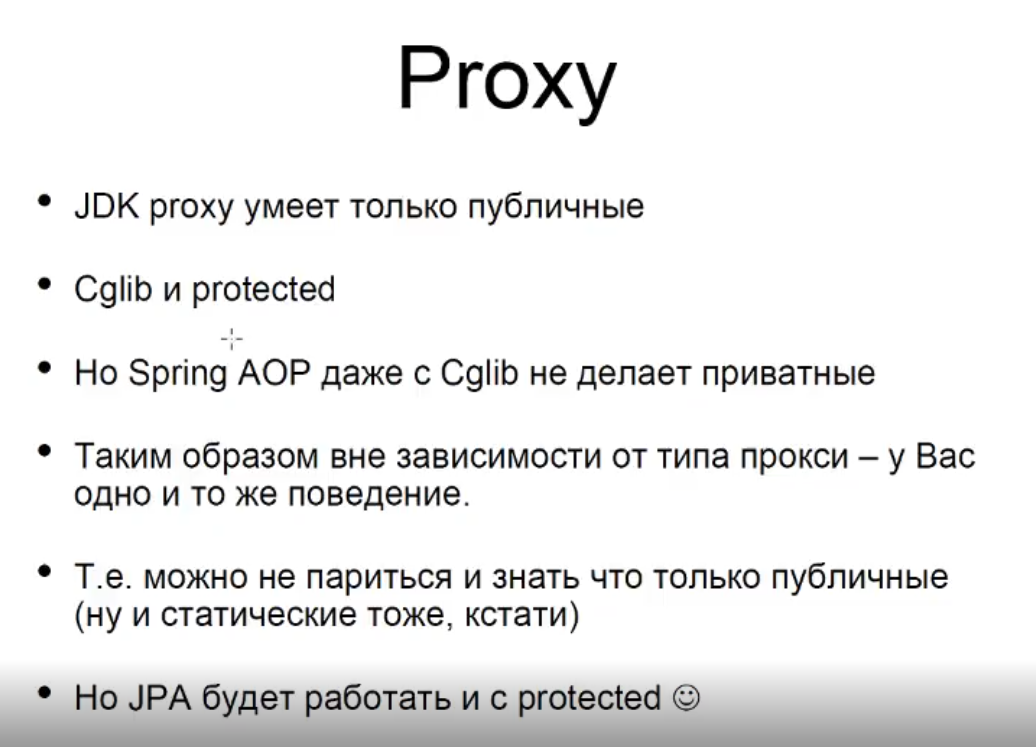 Proxy
• JDK proxy умеет только публичные
• Cglib и protected
• Но Spring AOP даже с Cglib не делает приватные
• Таким образом вне зависимости от типа прокси – у Вас
одно и то же поведение.
• Т.е. можно не париться и знать что только публичные
(ну и статические тоже, кстати)
• Но JPA будет работать и с protected ☺